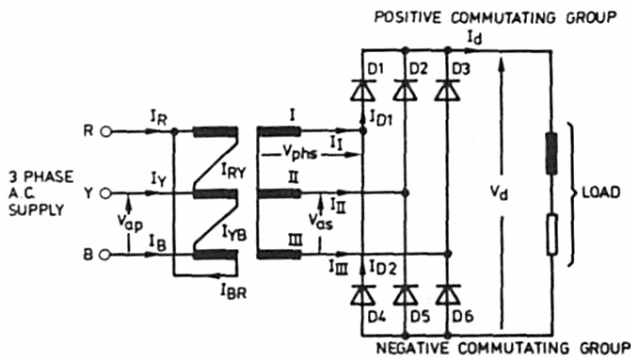 POSITIVE COMMUTATING GROUP
Id
D1 D2 D3
IR I ID1
R II
IRY Vphs
3 PHASE
A.C.
SUPPLY
IY II
Y III
Vap IYB Vas Vd LOAD
IB III
B IIII ID2
IBR
D4 D5 D6
NEGATIVE COMMUTATING GROUP